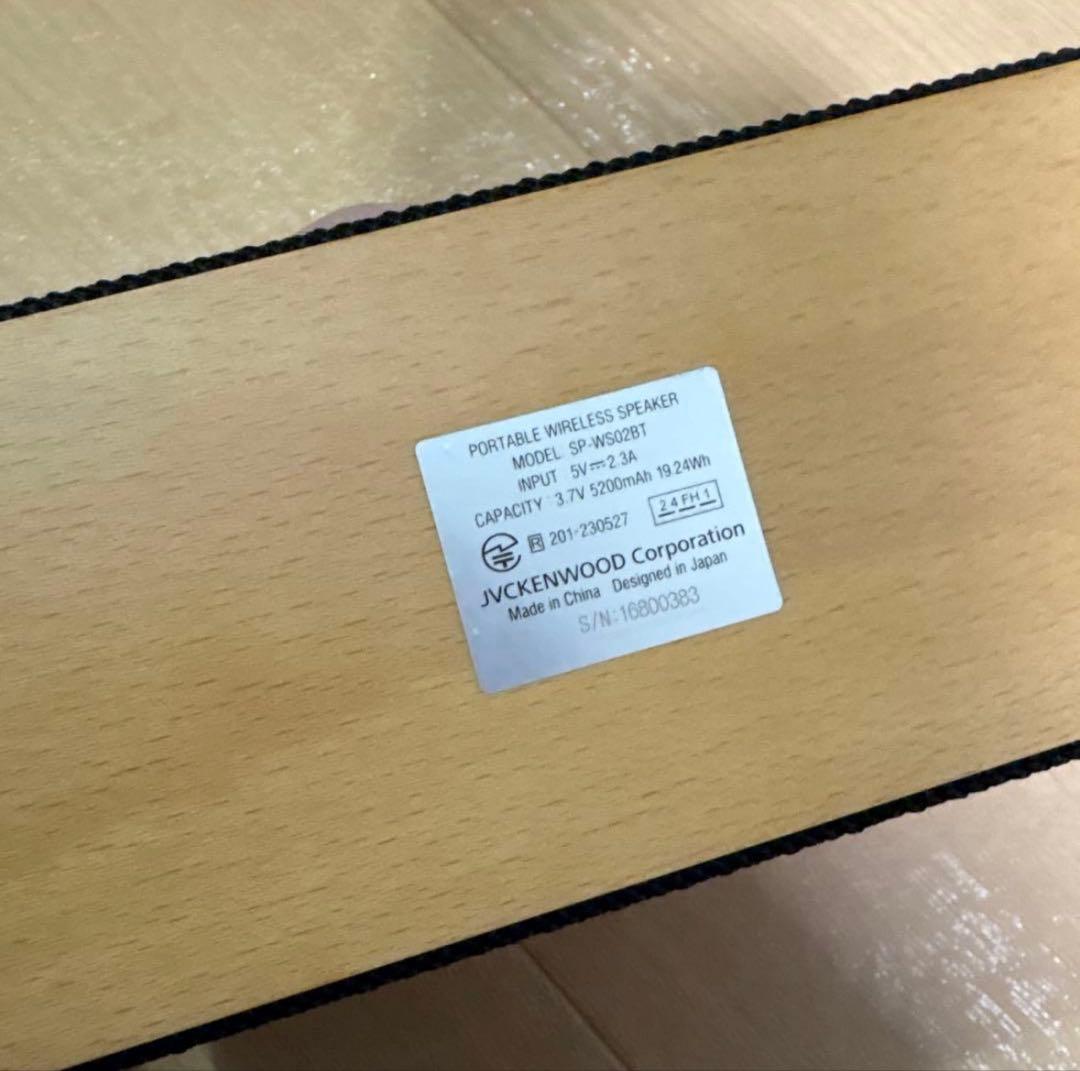 PORTABLE WIRELESS SPEAKER
MODEL SP-WS02BT
INPUT 5V⎓2.3A
CAPACITY 3.7V 5200mAh 19.24Wh
R 201-230527 2.4 FH 1
JVCKENWOOD Corporation
Made in China Designed in Japan
S/N:16800383